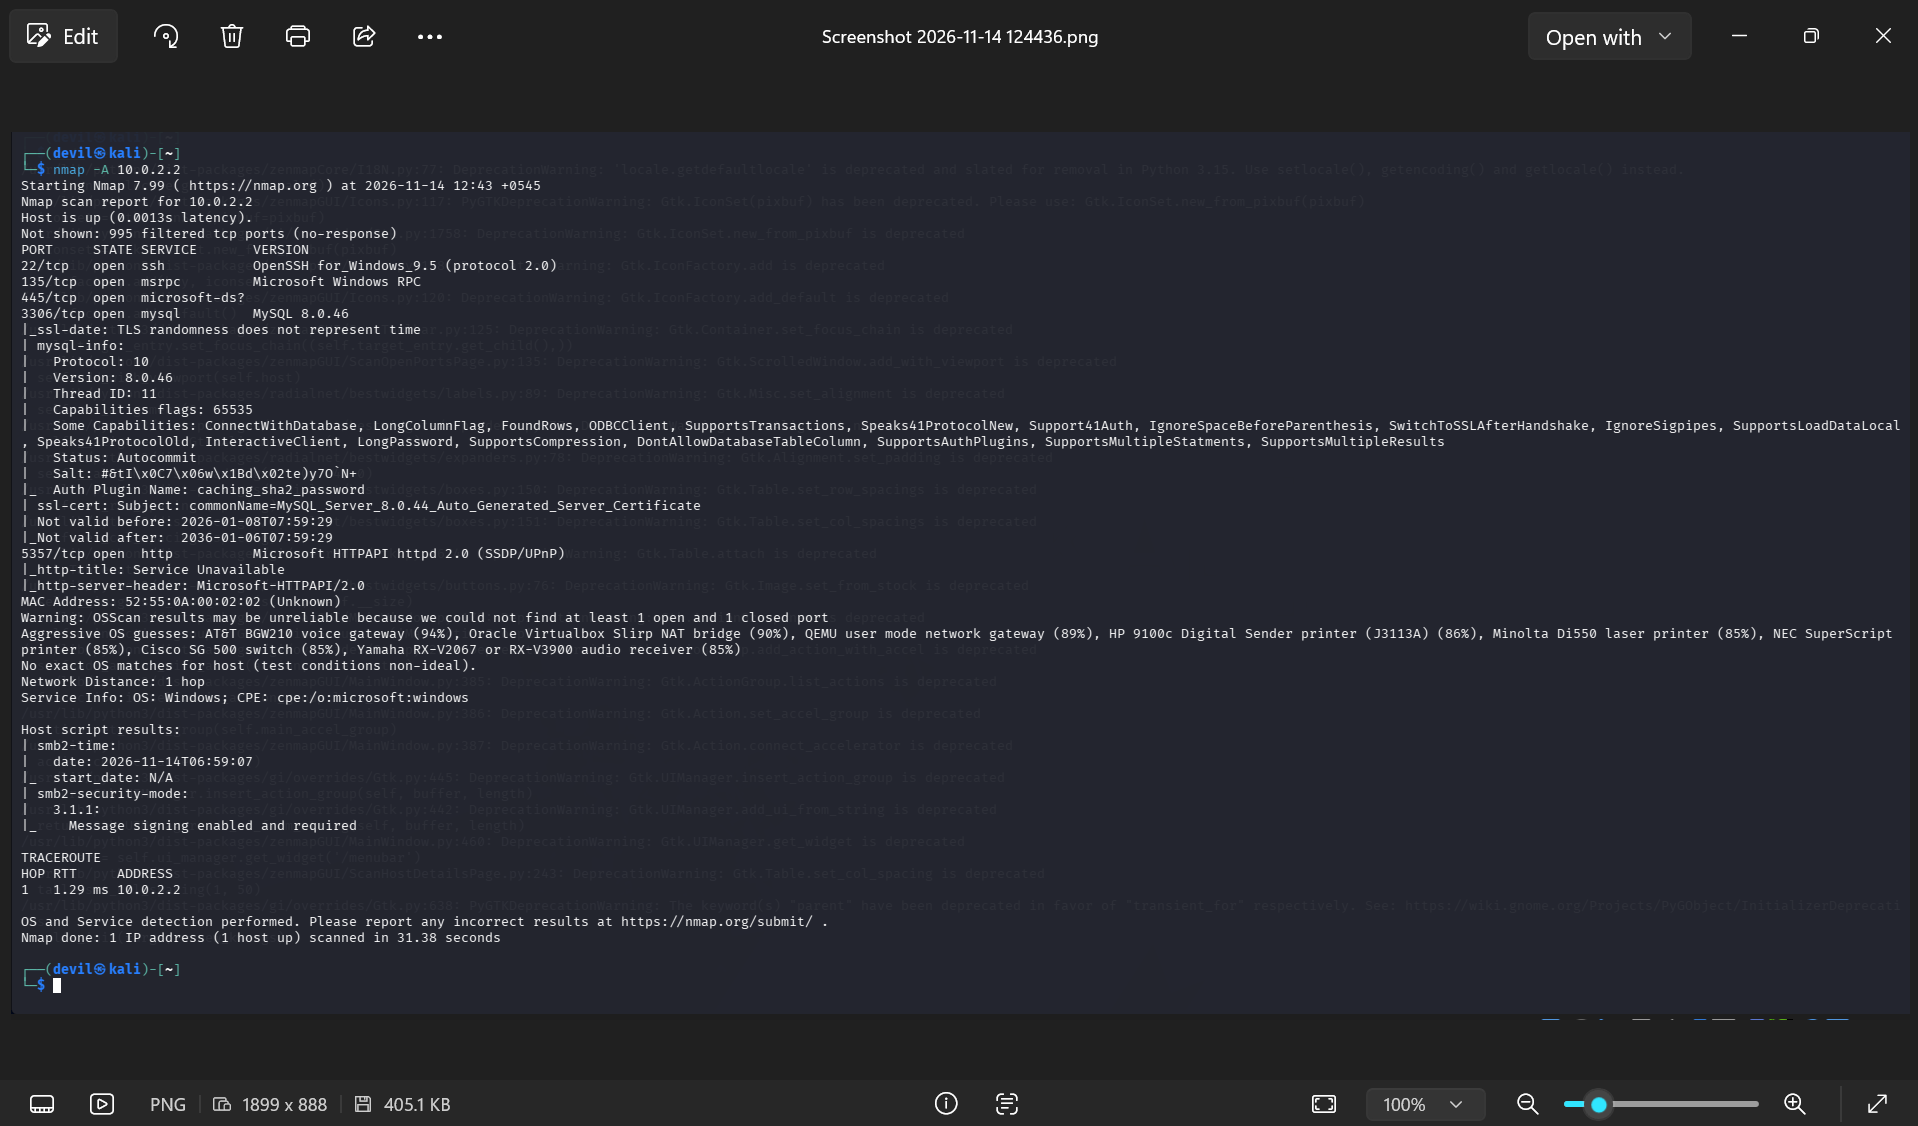 Edit
Screenshot 2026-11-14 124436.png
Open with
┌──(devil㉿kali)-[~]
└─$ nmap -A 10.0.2.2
Starting Nmap 7.99 ( https://nmap.org ) at 2026-11-14 12:43 +0545
Nmap scan report for 10.0.2.2
Host is up (0.0013s latency).
Not shown: 995 filtered tcp ports (no-response)
PORT     STATE SERVICE       VERSION
22/tcp   open  ssh           OpenSSH for_Windows_9.5 (protocol 2.0)
135/tcp  open  msrpc         Microsoft Windows RPC
445/tcp  open  microsoft-ds?
3306/tcp open  mysql         MySQL 8.0.46
|_ssl-date: TLS randomness does not represent time
| mysql-info:
|   Protocol: 10
|   Version: 8.0.46
|   Thread ID: 11
|   Capabilities flags: 65535
|   Some Capabilities: ConnectWithDatabase, LongColumnFlag, FoundRows, ODBCClient, SupportsTransactions, Speaks41ProtocolNew, Support41Auth, IgnoreSpaceBeforeParenthesis, SwitchToSSLAfterHandshake, IgnoreSigpipes, SupportsLoadDataLocal
, Speaks41ProtocolOld, InteractiveClient, LongPassword, SupportsCompression, DontAllowDatabaseTableColumn, SupportsAuthPlugins, SupportsMultipleStatments, SupportsMultipleResults
|   Status: Autocommit
|   Salt: #&tI\x0C7\x06w\x1Bd\x02te)y7O`N+
|_  Auth Plugin Name: caching_sha2_password
| ssl-cert: Subject: commonName=MySQL_Server_8.0.44_Auto_Generated_Server_Certificate
| Not valid before: 2026-01-08T07:59:29
|_Not valid after:  2036-01-06T07:59:29
5357/tcp open  http          Microsoft HTTPAPI httpd 2.0 (SSDP/UPnP)
|_http-title: Service Unavailable
|_http-server-header: Microsoft-HTTPAPI/2.0
MAC Address: 52:55:0A:00:02:02 (Unknown)
Warning: OSScan results may be unreliable because we could not find at least 1 open and 1 closed port
Aggressive OS guesses: AT&T BGW210 voice gateway (94%), Oracle Virtualbox Slirp NAT bridge (90%), QEMU user mode network gateway (89%), HP 9100c Digital Sender printer (J3113A) (86%), Minolta Di550 laser printer (85%), NEC SuperScript
printer (85%), Cisco SG 500 switch (85%), Yamaha RX-V2067 or RX-V3900 audio receiver (85%)
No exact OS matches for host (test conditions non-ideal).
Network Distance: 1 hop
Service Info: OS: Windows; CPE: cpe:/o:microsoft:windows
Host script results:
| smb2-time:
|   date: 2026-11-14T06:59:07
|_  start_date: N/A
| smb2-security-mode:
|   3.1.1:
|_    Message signing enabled and required
TRACEROUTE
HOP RTT     ADDRESS
1   1.29 ms 10.0.2.2
OS and Service detection performed. Please report any incorrect results at https://nmap.org/submit/ .
Nmap done: 1 IP address (1 host up) scanned in 31.38 seconds
┌──(devil㉿kali)-[~]
└─$
PNG
1899 x 888
405.1 KB
100%